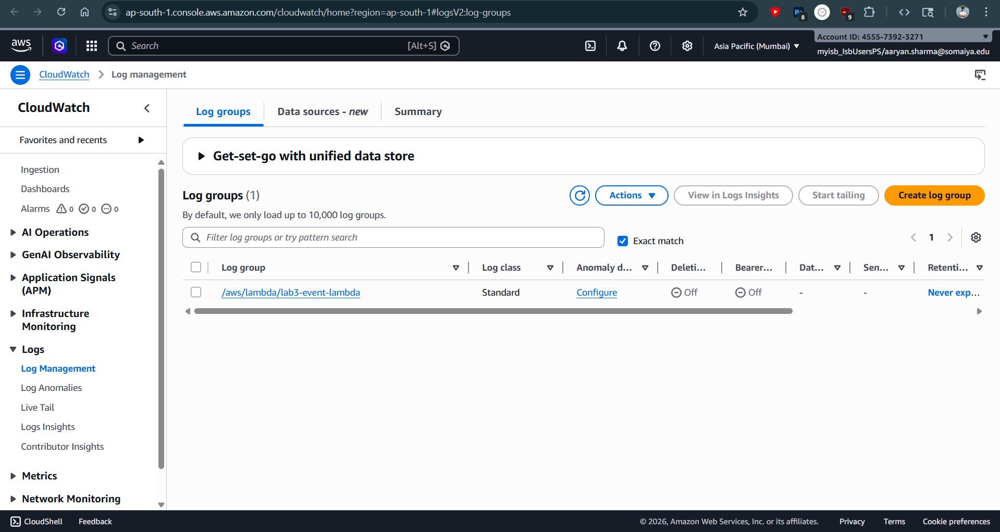 ap-south-1.console.aws.amazon.com/cloudwatch/home?region=ap-south-1#logsV2:log-groups
8
9
aws
Search
[Alt+S]
Asia Pacific (Mumbai)
Account ID: 4555-7392-3271
myisb_IsbUsersPS/aaryan.sharma@somaiya.edu
CloudWatch
Log management
CloudWatch
Favorites and recents
Ingestion
Dashboards
Alarms 0 0 0
AI Operations
GenAI Observability
Application Signals
(APM)
Infrastructure
Monitoring
Logs
Log Management
Log Anomalies
Live Tail
Logs Insights
Contributor Insights
Metrics
Network Monitoring
Log groups
Data sources - new
Summary
Get-set-go with unified data store
Log groups (1)
Actions
View in Logs Insights
Start tailing
Create log group
By default, we only load up to 10,000 log groups.
Filter log groups or try pattern search
Exact match
1
Log group
Log class
Anomaly d...
Deleti...
Bearer...
Dat...
Sen...
Retenti...
/aws/lambda/lab3-event-lambda
Standard
Configure
Off
Off
-
-
Never exp...
CloudShell
Feedback
© 2026, Amazon Web Services, Inc. or its affiliates.
Privacy
Terms
Cookie preferences